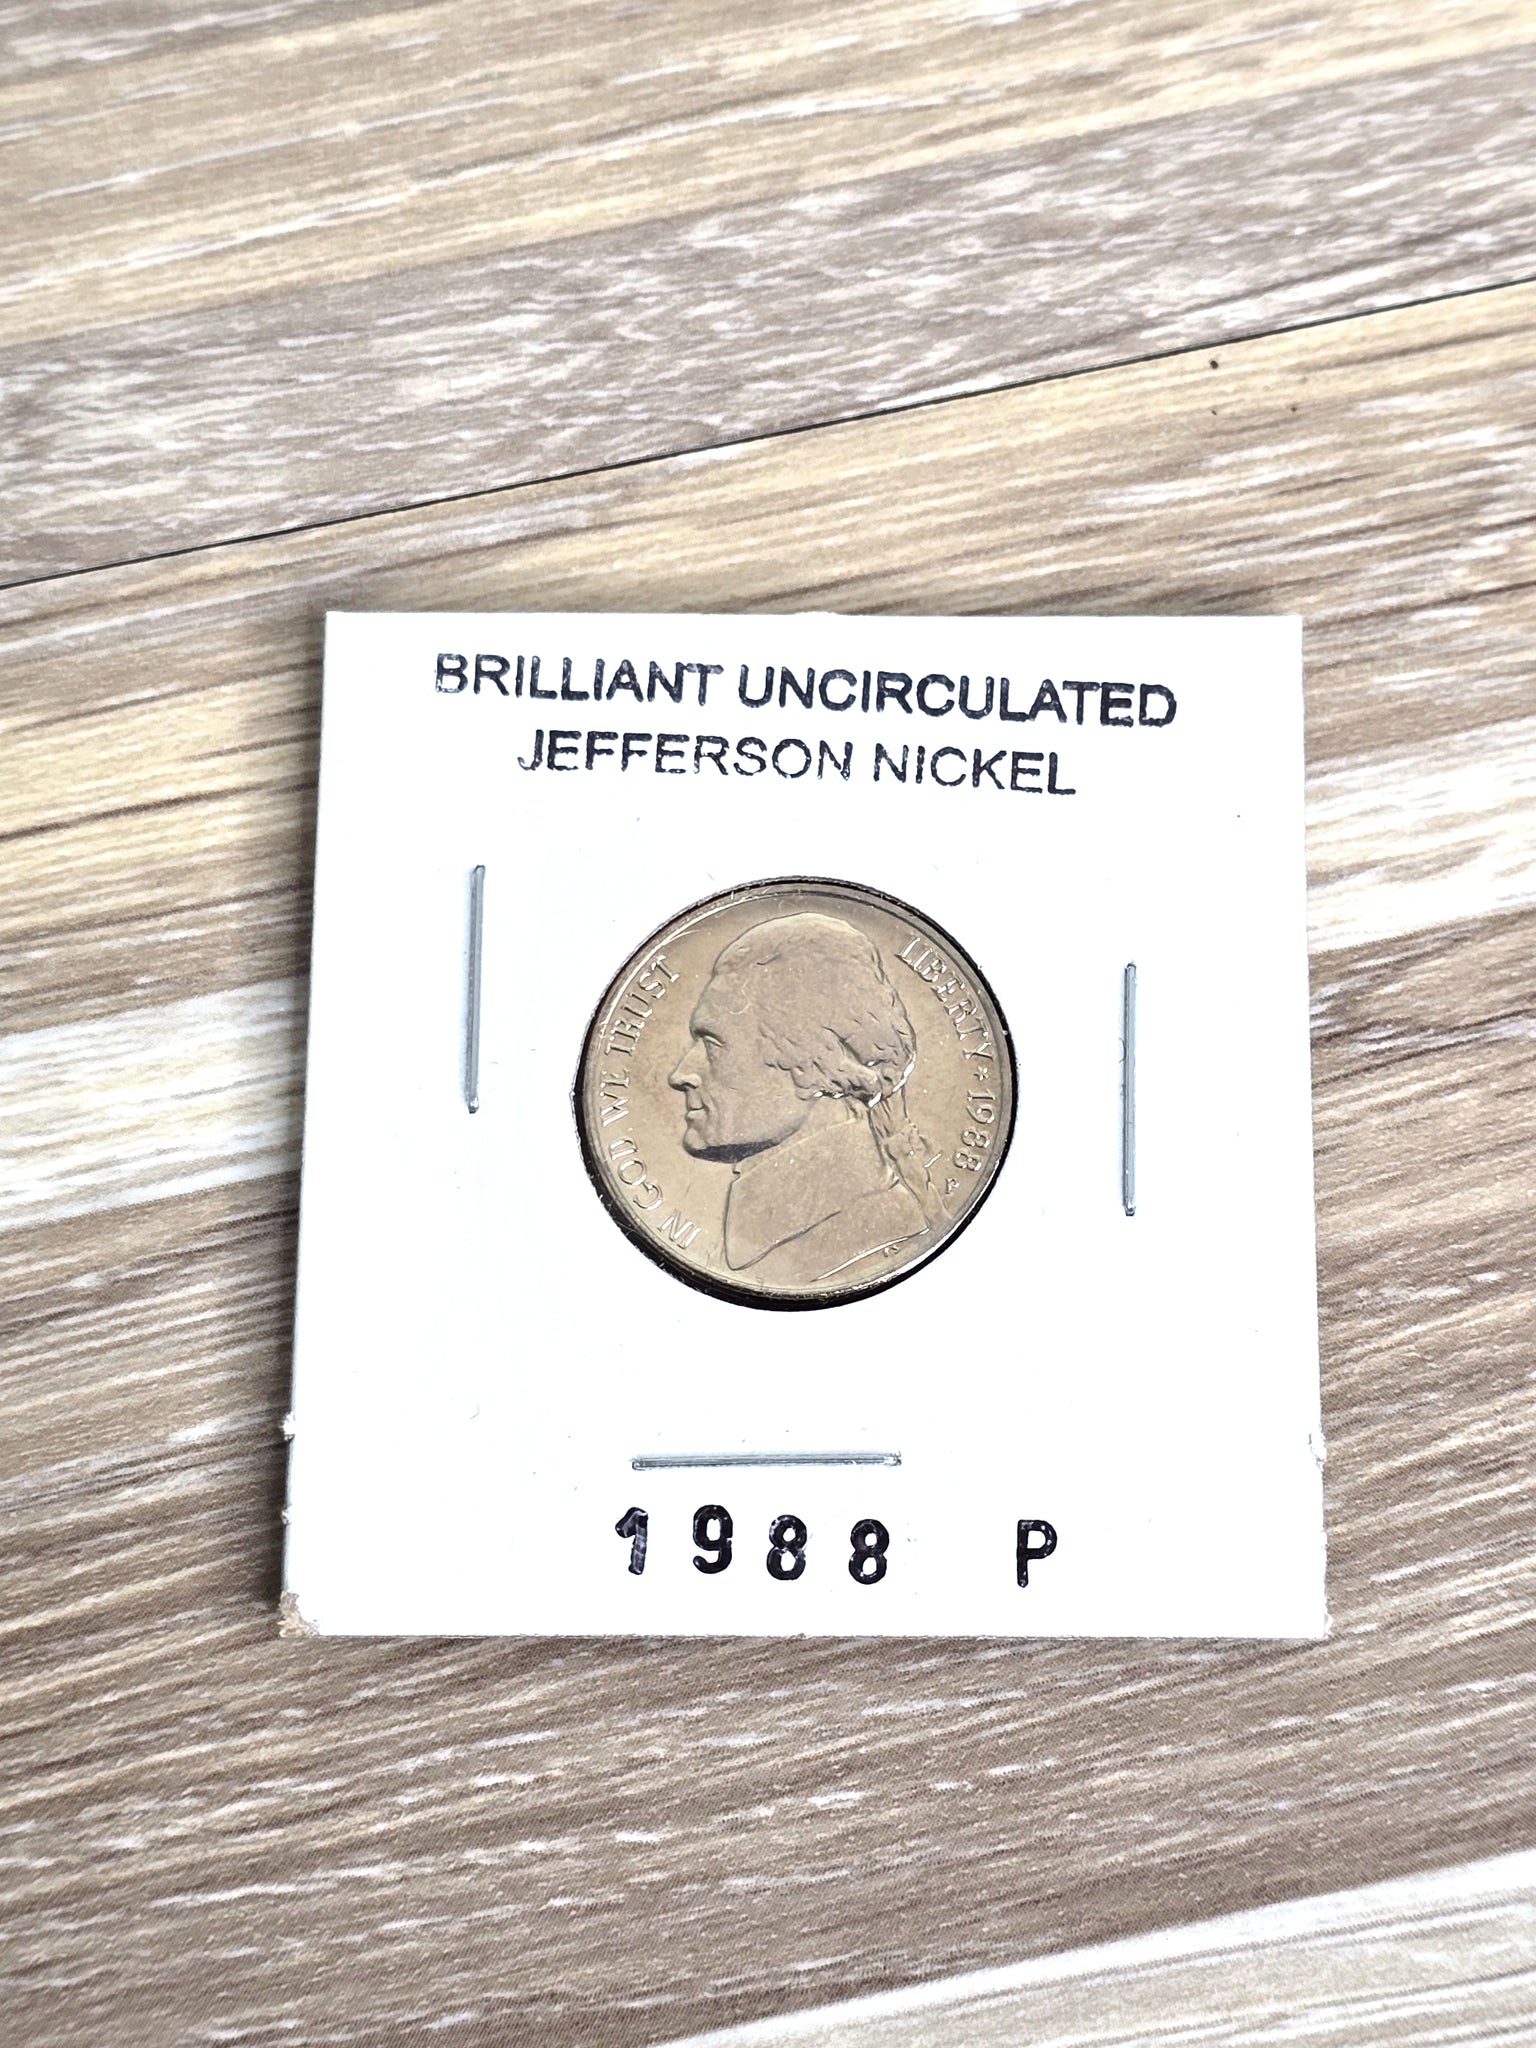 BRILLIANT UNCIRCULATED
JEFFERSON NICKEL
IN GOD WE TRUST
LIBERTY * 1988
P
1988 P